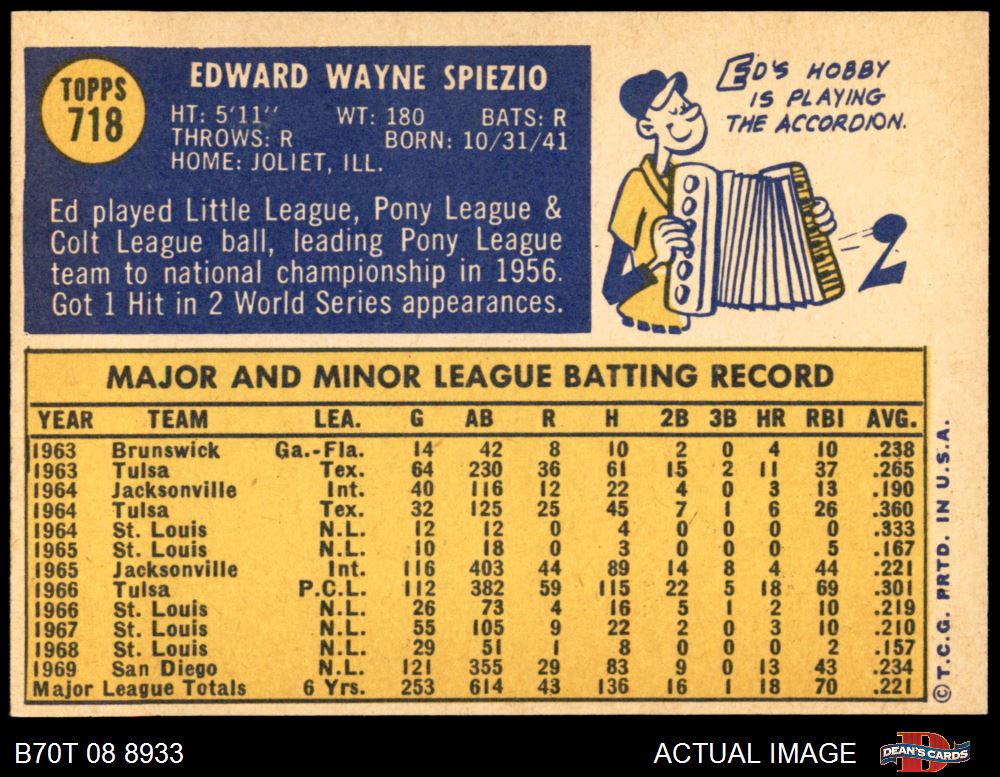 TOPPS
718
EDWARD WAYNE SPIEZIO
HT: 5'11" WT: 180 BATS: R
THROWS: R BORN: 10/31/41
HOME: JOLIET, ILL.
Ed played Little League, Pony League &
Colt League ball, leading Pony League
team to national championship in 1956.
Got 1 Hit in 2 World Series appearances.
ED'S HOBBY
IS PLAYING
THE ACCORDION.
MAJOR AND MINOR LEAGUE BATTING RECORD
YEAR TEAM LEA. G AB R H 2B 3B HR RBI AVG.
1963 Brunswick Ga.-Fla. 14 42 8 10 2 0 4 10 .238
1963 Tulsa Tex. 64 230 36 61 15 2 11 37 .265
1964 Jacksonville Int. 40 116 12 22 4 0 3 13 .190
1964 Tulsa Tex. 32 125 25 45 7 1 6 26 .360
1964 St. Louis N.L. 12 12 0 4 0 0 0 0 .333
1965 St. Louis N.L. 10 18 0 3 0 0 0 5 .167
1965 Jacksonville Int. 116 403 44 89 14 8 4 44 .221
1966 Tulsa P.C.L. 112 382 59 115 22 5 18 69 .301
1966 St. Louis N.L. 26 73 4 16 5 1 2 10 .219
1967 St. Louis N.L. 55 105 9 22 2 0 3 10 .210
1968 St. Louis N.L. 29 51 1 8 0 0 0 2 .157
1969 San Diego N.L. 121 355 29 83 9 0 13 43 .234
Major League Totals 6 Yrs. 253 614 43 136 16 1 18 70 .221
© T.C.G. PRTD. IN U.S.A.
B70T 08 8933
ACTUAL IMAGE
DEAN'S CARDS